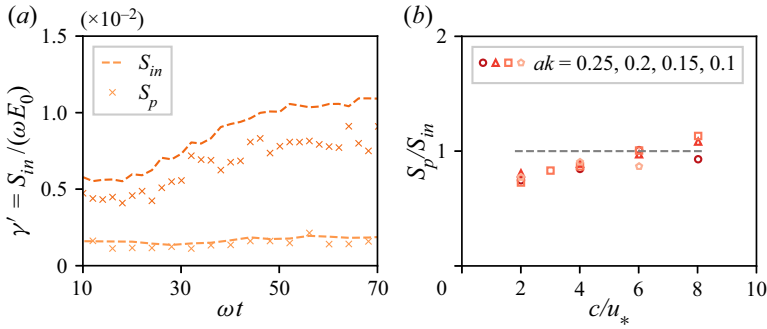 (a)
(×10⁻²)
1.5
1.0
0.5
0
γ′ = S_in/(ωE_0)
S_in
S_p
10
30
50
70
ωt
(b)
2
1
0
S_p/S_in
ak = 0.25, 0.2, 0.15, 0.1
2
4
6
8
10
c/u_*